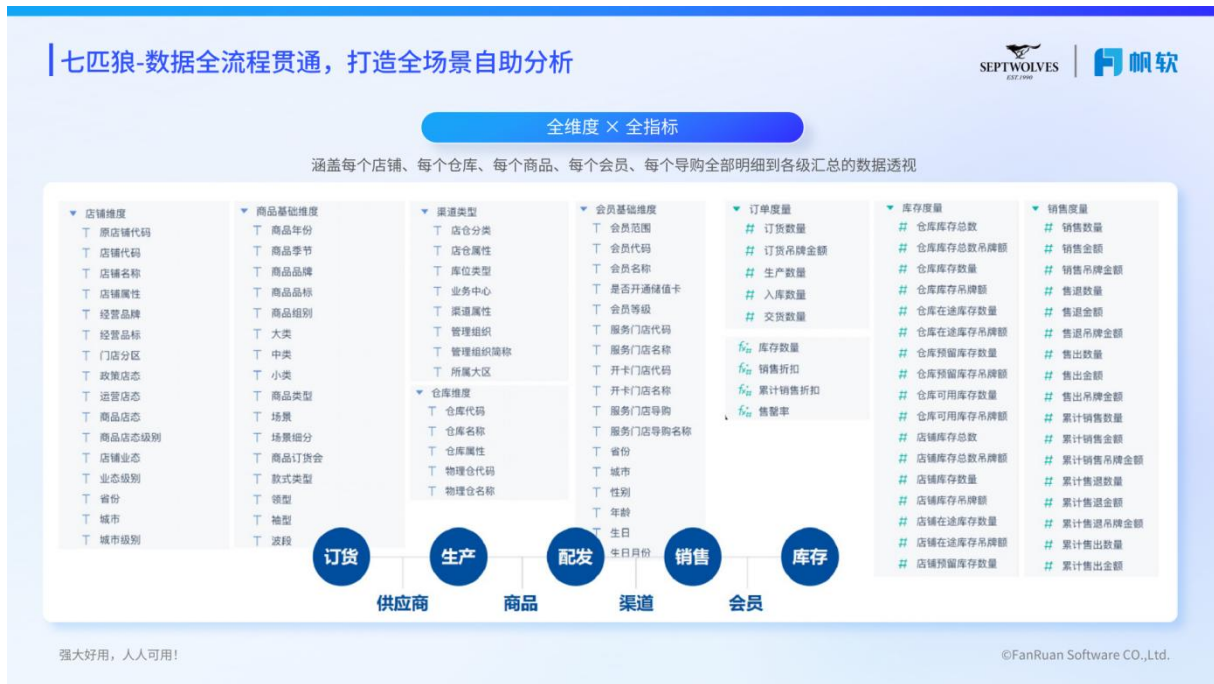 七匹狼-数据全流程贯通，打造全场景自助分析
SEPTWOLVES
EST.1990
帆软
全维度 × 全指标
涵盖每个店铺、每个仓库、每个商品、每个会员、每个导购全部明细到各级汇总的数据透视
店铺维度
原店铺代码
店铺代码
店铺名称
店铺属性
经营品牌
经营品标
门店分区
政策店态
运营店态
商品店态
商品店态级别
店铺业态
业态级别
省份
城市
城市级别
商品基础维度
商品年份
商品季节
商品品牌
商品品标
商品组别
大类
中类
小类
商品类型
场景
场景细分
商品订货会
款式类型
领型
袖型
波段
渠道类型
店仓分类
店仓属性
库位类型
业务中心
渠道属性
管理组织
管理组织简称
所属大区
仓库维度
仓库代码
仓库名称
仓库属性
物理仓代码
物理仓名称
会员基础维度
会员范围
会员代码
会员名称
是否开通储值卡
会员等级
服务门店代码
服务门店名称
开卡门店代码
开卡门店名称
服务门店导购
服务门店导购名称
省份
城市
性别
年龄
生日
生日月份
订单度量
订货数量
订货吊牌金额
生产数量
入库数量
交货数量
库存数量
销售折扣
累计销售折扣
售罄率
库存度量
仓库库存总数
仓库库存总数吊牌额
仓库库存数量
仓库库存吊牌额
仓库在途库存数量
仓库在途库存吊牌额
仓库预留库存数量
仓库预留库存吊牌额
仓库可用库存数量
仓库可用库存吊牌额
店铺库存总数
店铺库存总数吊牌额
店铺库存数量
店铺库存吊牌额
店铺在途库存数量
店铺在途库存吊牌额
店铺预留库存数量
销售度量
销售数量
销售金额
销售吊牌金额
售退数量
售退金额
售退吊牌金额
售出数量
售出金额
售出吊牌金额
累计销售数量
累计销售金额
累计销售吊牌金额
累计售退数量
累计售退金额
累计售退吊牌金额
累计售出数量
累计售出金额
订货
生产
配发
销售
库存
供应商
商品
渠道
会员
强大好用，人人可用！
©FanRuan Software CO.,Ltd.